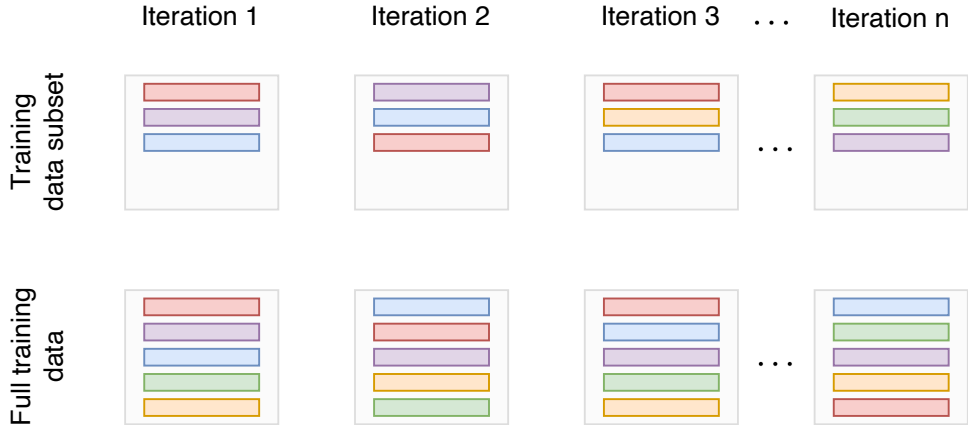 Iteration 1
Iteration 2
Iteration 3
...
Iteration n
Training
data subset
...
Full training
data
...